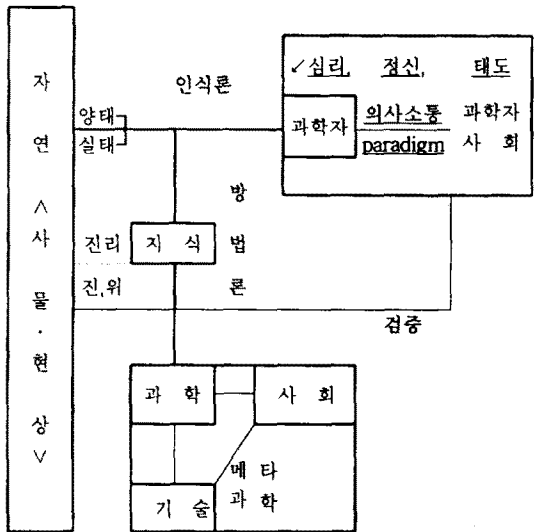 자연<사물·현상>
인식론
양태
실태
↙심리, 정신, 태도
과학자 의사소통 과학자
paradigm 사회
방법론
진리 지식
진,위
검증
과학 사회
메타
기술 과학